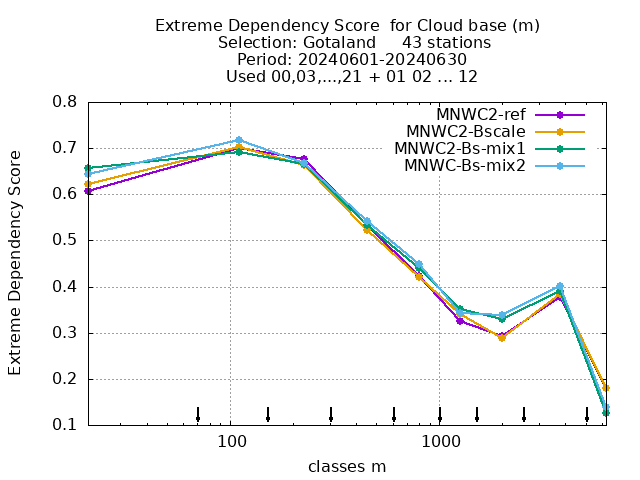 Extreme Dependency Score  for Cloud base (m)
Selection: Gotaland     43 stations
Period: 20240601-20240630
Used 00,03,...,21 + 01 02 ... 12
MNWC2-ref
MNWC2-Bscale
MNWC2-Bs-mix1
MNWC-Bs-mix2
Extreme Dependency Score
0.8
0.7
0.6
0.5
0.4
0.3
0.2
0.1
100
1000
classes m